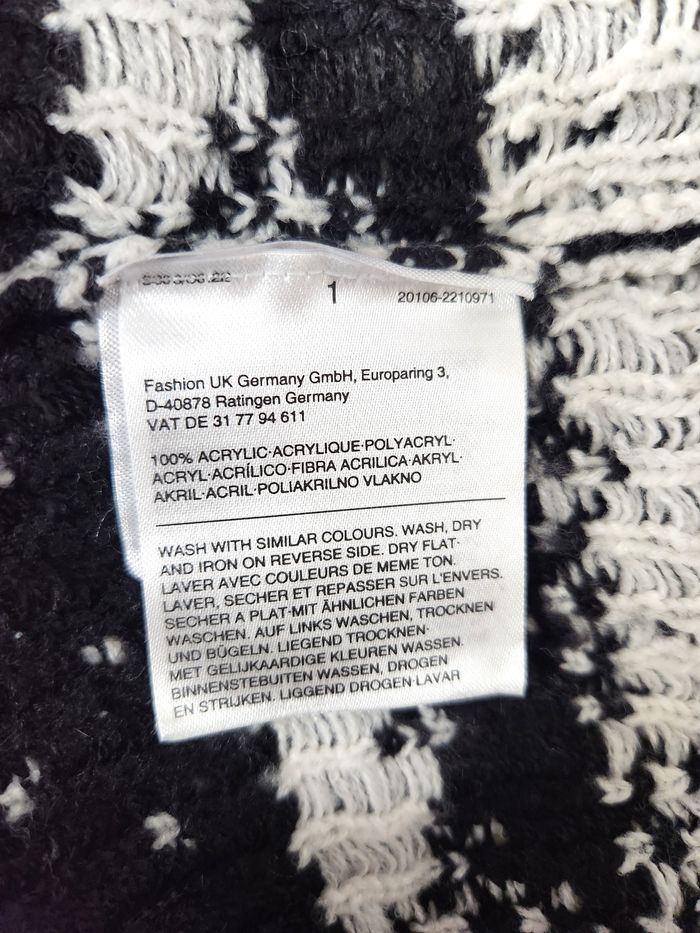 1
20106-2210971
Fashion UK Germany GmbH, Europaring 3,
D-40878 Ratingen Germany
VAT DE 31 77 94 611
100% ACRYLIC·ACRYLIQUE·POLYACRYL·
ACRYL·ACRÍLICO·FIBRA ACRILICA·AKRYL·
AKRIL·ACRIL·POLIAKRILNO VLAKNO
WASH WITH SIMILAR COLOURS. WASH, DRY
AND IRON ON REVERSE SIDE. DRY FLAT·
LAVER AVEC COULEURS DE MEME TON.
LAVER, SECHER ET REPASSER SUR L'ENVERS.
SECHER A PLAT·MIT ÄHNLICHEN FARBEN
WASCHEN. AUF LINKS WASCHEN, TROCKNEN
UND BÜGELN. LIEGEND TROCKNEN·
MET GELIJKAARDIGE KLEUREN WASSEN.
BINNENSTEBUITEN WASSEN, DROGEN
EN STRIJKEN. LIGGEND DROGEN·LAVAR